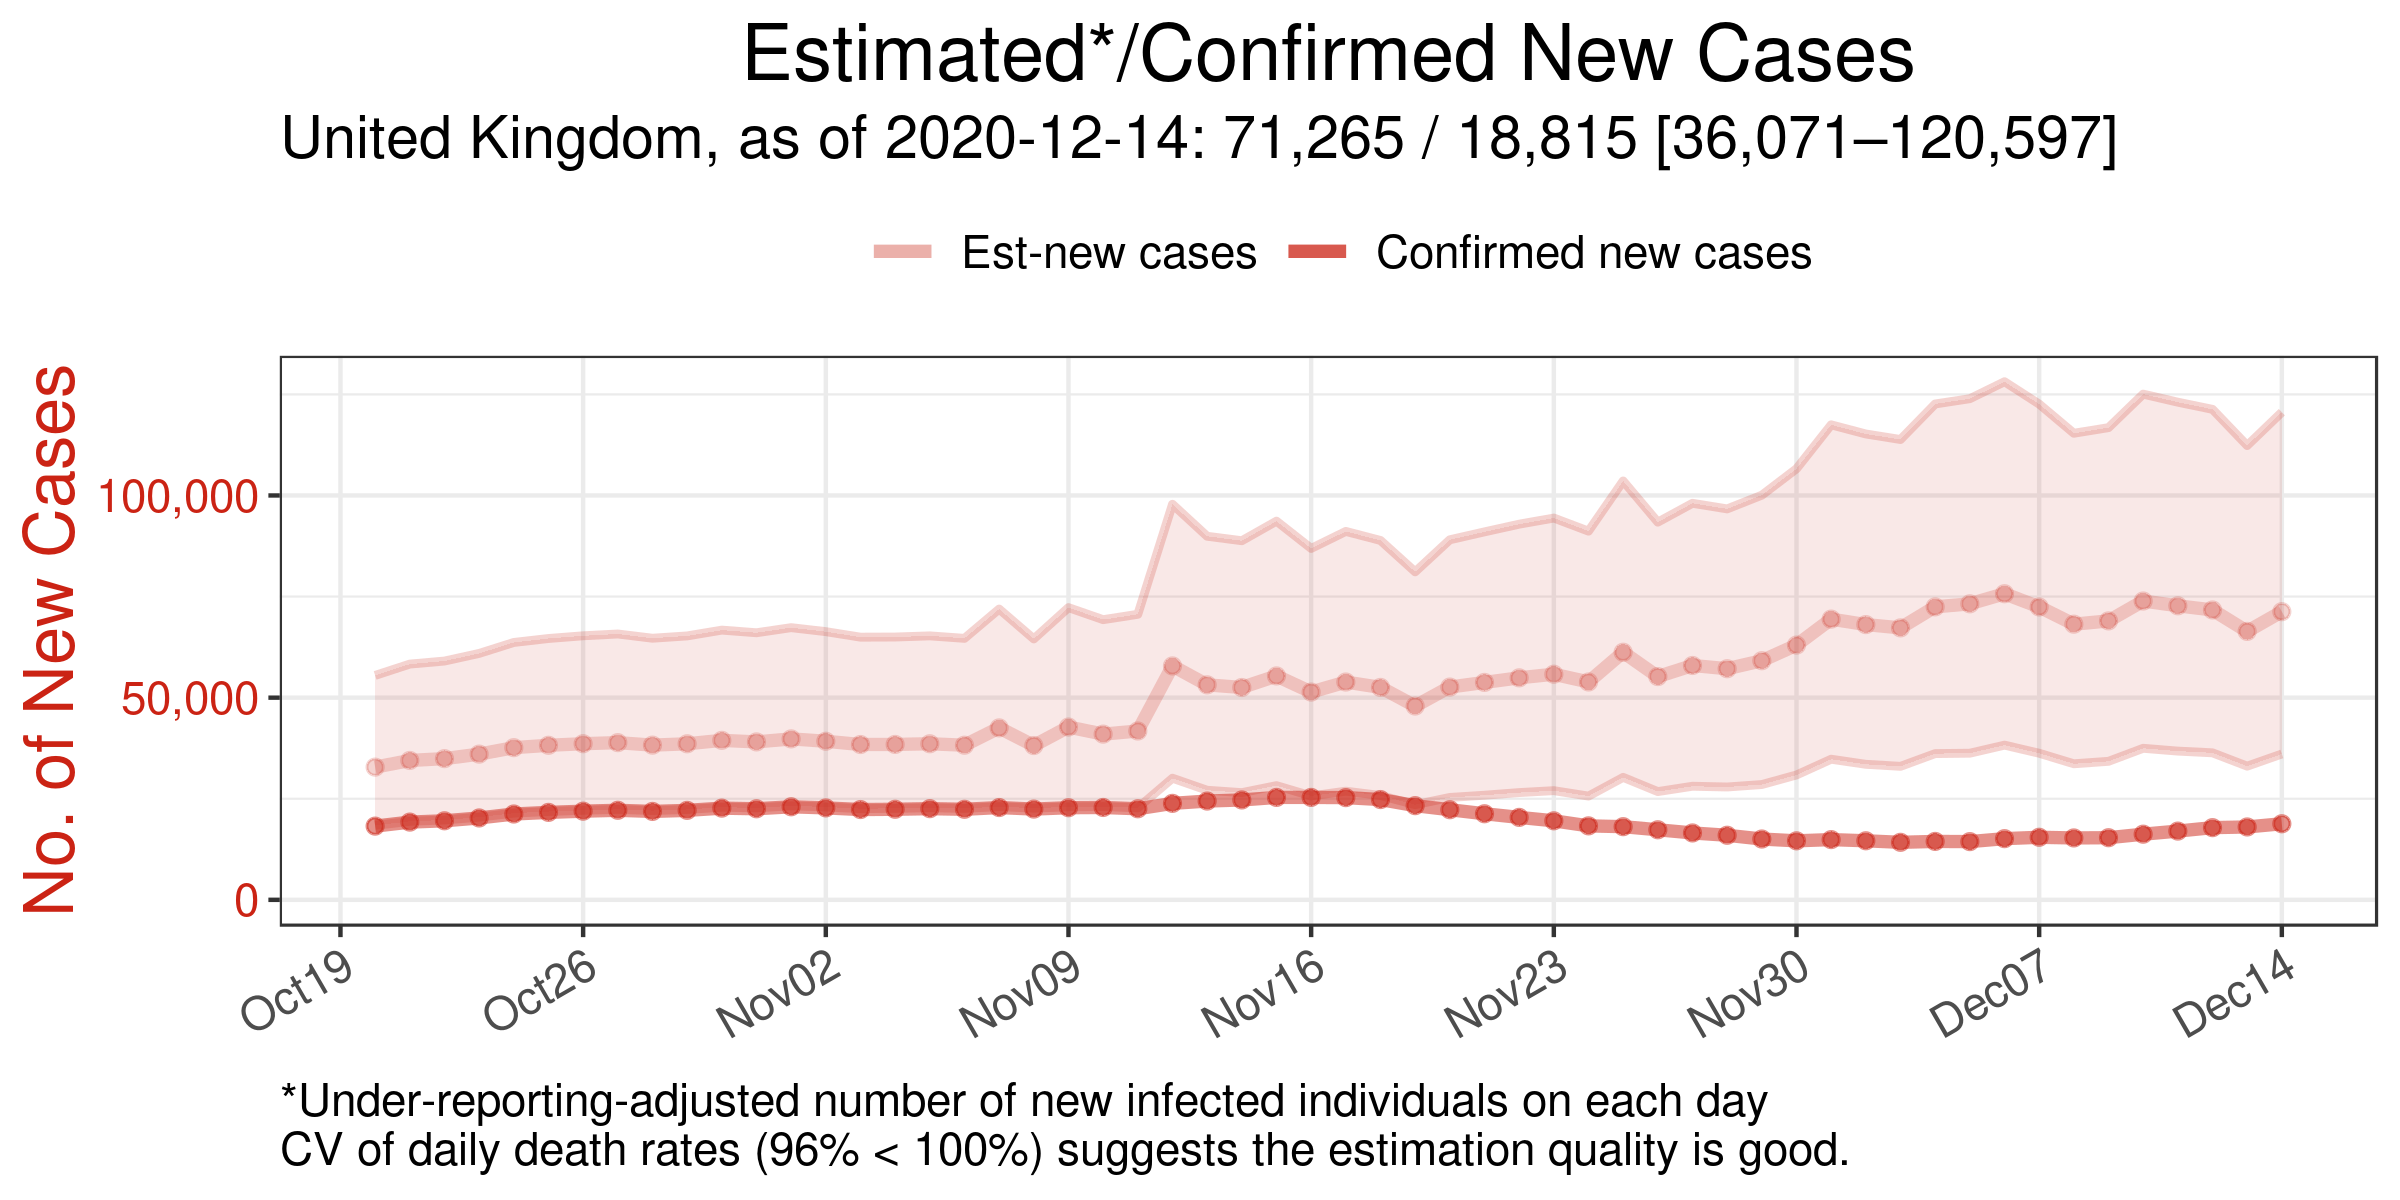 Estimated*/Confirmed New Cases
United Kingdom, as of 2020-12-14: 71,265 / 18,815 [36,071–120,597]
Est-new cases
Confirmed new cases
No. of New Cases
100,000
50,000
0
Oct19
Oct26
Nov02
Nov09
Nov16
Nov23
Nov30
Dec07
Dec14
*Under-reporting-adjusted number of new infected individuals on each day
CV of daily death rates (96% < 100%) suggests the estimation quality is good.